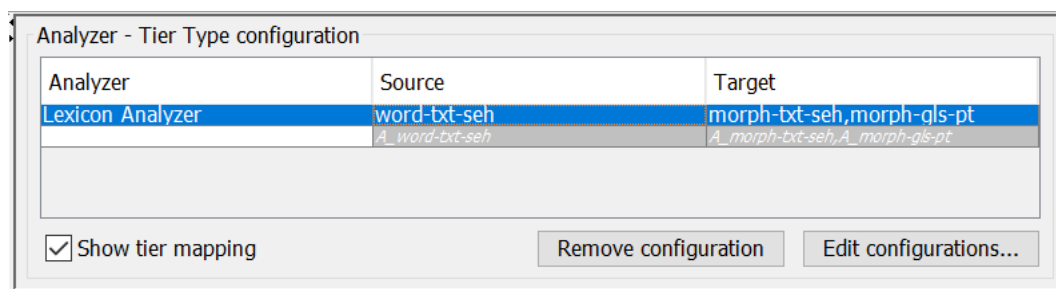 Analyzer - Tier Type configuration
Analyzer Source Target
Lexicon Analyzer word-txt-seh morph-txt-seh,morph-gls-pt
A_word-txt-seh A_morph-txt-seh,A_morph-gls-pt
Show tier mapping Remove configuration Edit configurations...